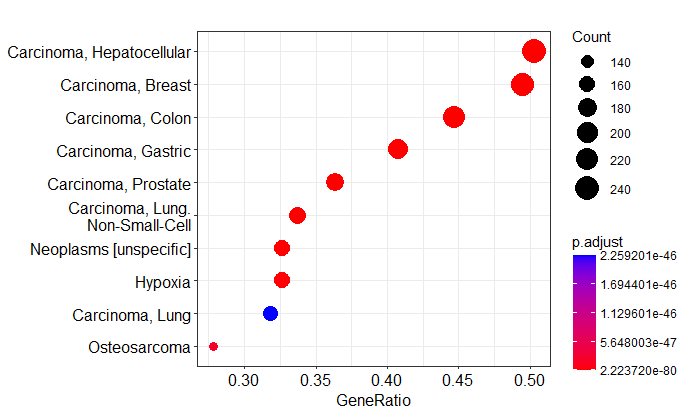 Carcinoma, Hepatocellular
Carcinoma, Breast
Carcinoma, Colon
Carcinoma, Gastric
Carcinoma, Prostate
Carcinoma, Lung.
Non-Small-Cell
Neoplasms [unspecific]
Hypoxia
Carcinoma, Lung
Osteosarcoma
0.30 0.35 0.40 0.45 0.50
GeneRatio
Count
140
160
180
200
220
240
p.adjust
2.259201e-46
1.694401e-46
1.129601e-46
5.648003e-47
2.223720e-80